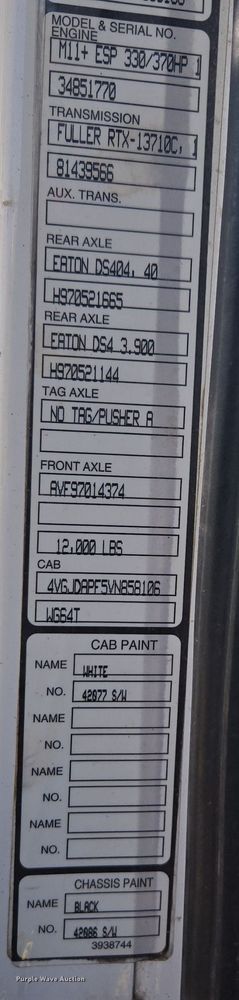 MODEL & SERIAL NO.
ENGINE
M11+ ESP 330/370HP 1
34851770
TRANSMISSION
FULLER RTX-13710C, 1
81439566
AUX. TRANS.
REAR AXLE
EATON DS404, 40
H970521665
REAR AXLE
EATON DS4 3.900
H970521144
TAG AXLE
NO TAG/PUSHER A
FRONT AXLE
AVF97014374
12,000 LBS
CAB
4VGJDAPF5VN858106
WG64T
CAB PAINT
NAME WHITE
NO. 42077 S/W
NAME
NO.
NAME
NO.
NAME
NO.
CHASSIS PAINT
NAME BLACK
NO. 42086 S/W
3938744
Purple Wave Auction